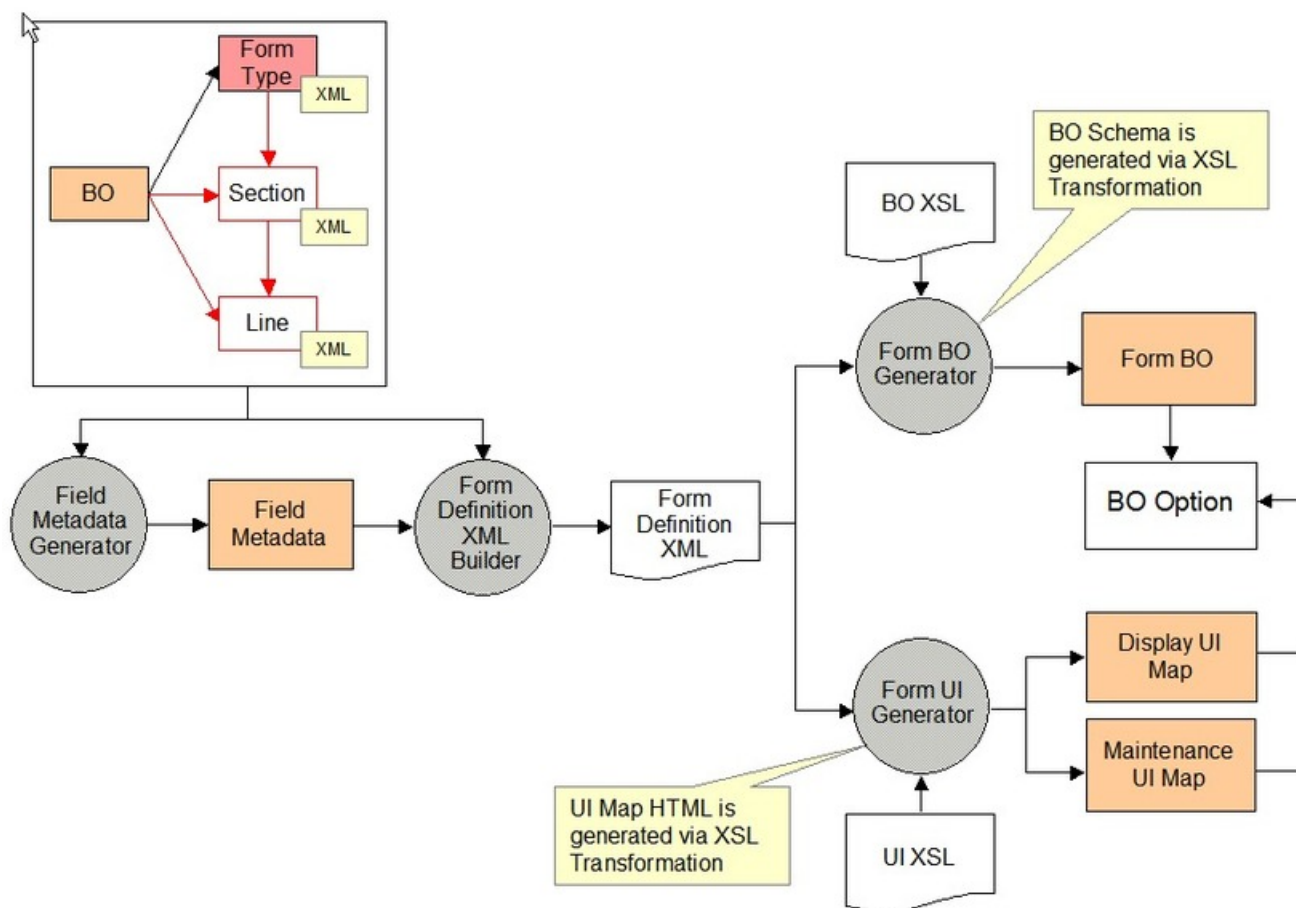 Form
Type
XML
BO
Section
XML
Line
XML
BO Schema is
generated via XSL
Transformation
BO XSL
Form BO
Generator
Form BO
Field
Metadata
Generator
Field
Metadata
Form
Definition
XML
Builder
Form
Definition
XML
BO Option
Form UI
Generator
Display UI
Map
Maintenance
UI Map
UI Map HTML is
generated via XSL
Transformation
UI XSL